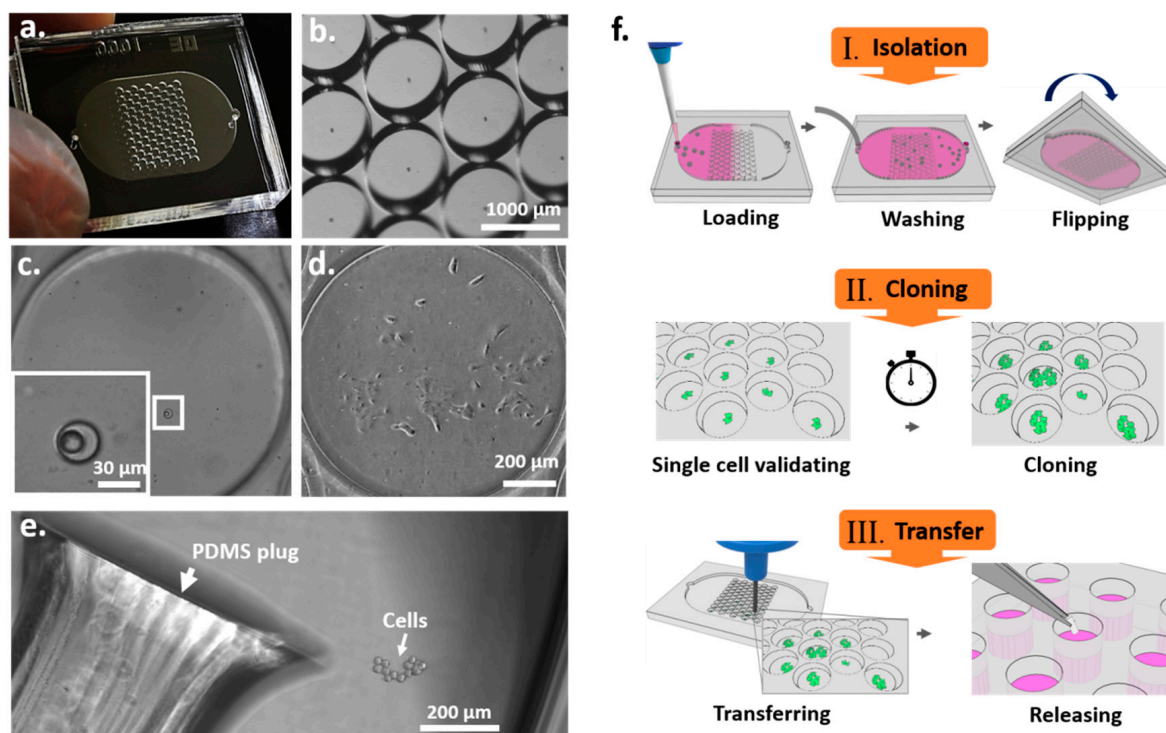 a.
1000
b.
1000 μm
c.
30 μm
d.
200 μm
e.
PDMS plug
Cells
200 μm
f.
I. Isolation
Loading
Washing
Flipping
II. Cloning
Single cell validating
Cloning
III. Transfer
Transferring
Releasing